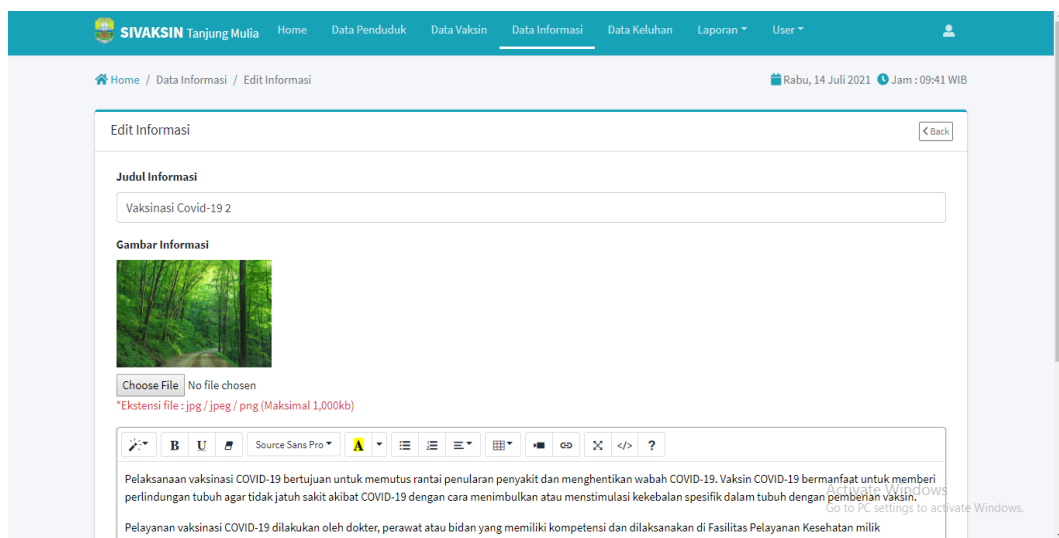 SIVAKSIN Tanjung Mulia Home Data Penduduk Data Vaksin Data Informasi Data Keluhan Laporan User
Home / Data Informasi / Edit Informasi Rabu, 14 Juli 2021 Jam : 09:41 WIB
Edit Informasi Back
Judul Informasi
Vaksinasi Covid-19 2
Gambar Informasi
Choose File No file chosen
*Ekstensi file : jpg / jpeg / png (Maksimal 1,000kb)
B U Source Sans Pro A </> ?
Pelaksanaan vaksinasi COVID-19 bertujuan untuk memutus rantai penularan penyakit dan menghentikan wabah COVID-19. Vaksin COVID-19 bermanfaat untuk memberi
perlindungan tubuh agar tidak jatuh sakit akibat COVID-19 dengan cara menimbulkan atau menstimulasi kekebalan spesifik dalam tubuh dengan pemberian vaksin.
Activate Windows
Go to PC settings to activate Windows.
Pelayanan vaksinasi COVID-19 dilakukan oleh dokter, perawat atau bidan yang memiliki kompetensi dan dilaksanakan di Fasilitas Pelayanan Kesehatan milik